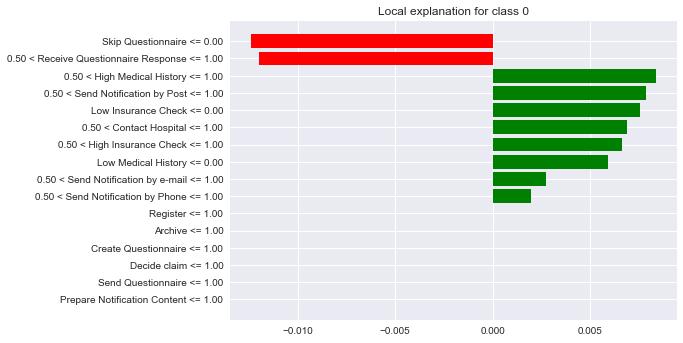 Local explanation for class 0
Skip Questionnaire <= 0.00
0.50 < Receive Questionnaire Response <= 1.00
0.50 < High Medical History <= 1.00
0.50 < Send Notification by Post <= 1.00
Low Insurance Check <= 0.00
0.50 < Contact Hospital <= 1.00
0.50 < High Insurance Check <= 1.00
Low Medical History <= 0.00
0.50 < Send Notification by e-mail <= 1.00
0.50 < Send Notification by Phone <= 1.00
Register <= 1.00
Archive <= 1.00
Create Questionnaire <= 1.00
Decide claim <= 1.00
Send Questionnaire <= 1.00
Prepare Notification Content <= 1.00
−0.010 −0.005 0.000 0.005